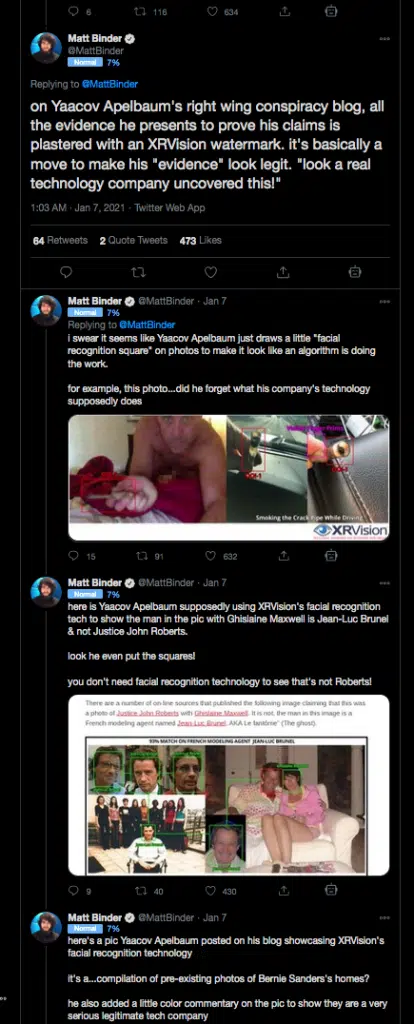 6 116 634
Matt Binder
@MattBinder
Normal 7%
Replying to @MattBinder
on Yaacov Apelbaum's right wing conspiracy blog, all
the evidence he presents to prove his claims is
plastered with an XRVision watermark. it's basically a
move to make his "evidence" look legit. "look a real
technology company uncovered this!"
1:03 AM · Jan 7, 2021 · Twitter Web App
64 Retweets 2 Quote Tweets 473 Likes
Matt Binder @MattBinder · Jan 7
Normal 7%
Replying to @MattBinder
i swear it seems like Yaacov Apelbaum just draws a little "facial
recognition square" on photos to make it look like an algorithm is doing
the work.
for example, this photo...did he forget what his company's technology
supposedly does
Smoking the Crack Pipe While Driving
XRVision
15 91 632
Matt Binder @MattBinder · Jan 7
Normal 7%
here is Yaacov Apelbaum supposedly using XRVision's facial recognition
tech to show the man in the pic with Ghislaine Maxwell is Jean-Luc Brunel
& not Justice John Roberts.
look he even put the squares!
you don't need facial recognition technology to see that's not Roberts!
There are a number of on-line sources that published the following image claiming that this was
a photo of Justice John Roberts with Ghislaine Maxwell. It is not, the man in this image is a
French modeling agent named Jean-Luc Brunel, AKA Le fantôme" (The ghost).
93% MATCH ON FRENCH MODELING AGENT JEAN-LUC BRUNEL
9 40 430
Matt Binder @MattBinder · Jan 7
Normal 7%
here's a pic Yaacov Apelbaum posted on his blog showcasing XRVision's
facial recognition technology
it's a...compilation of pre-existing photos of Bernie Sanders's homes?
he also added a little color commentary on the pic to show they are a very
serious legitimate tech company